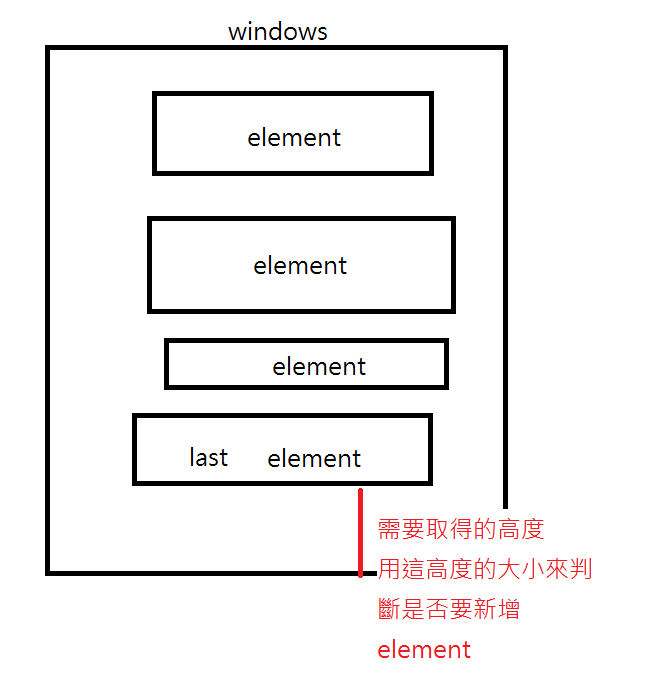 windows
element
element
element
last element
需要取得的高度
用這高度的大小來判
斷是否要新增
element